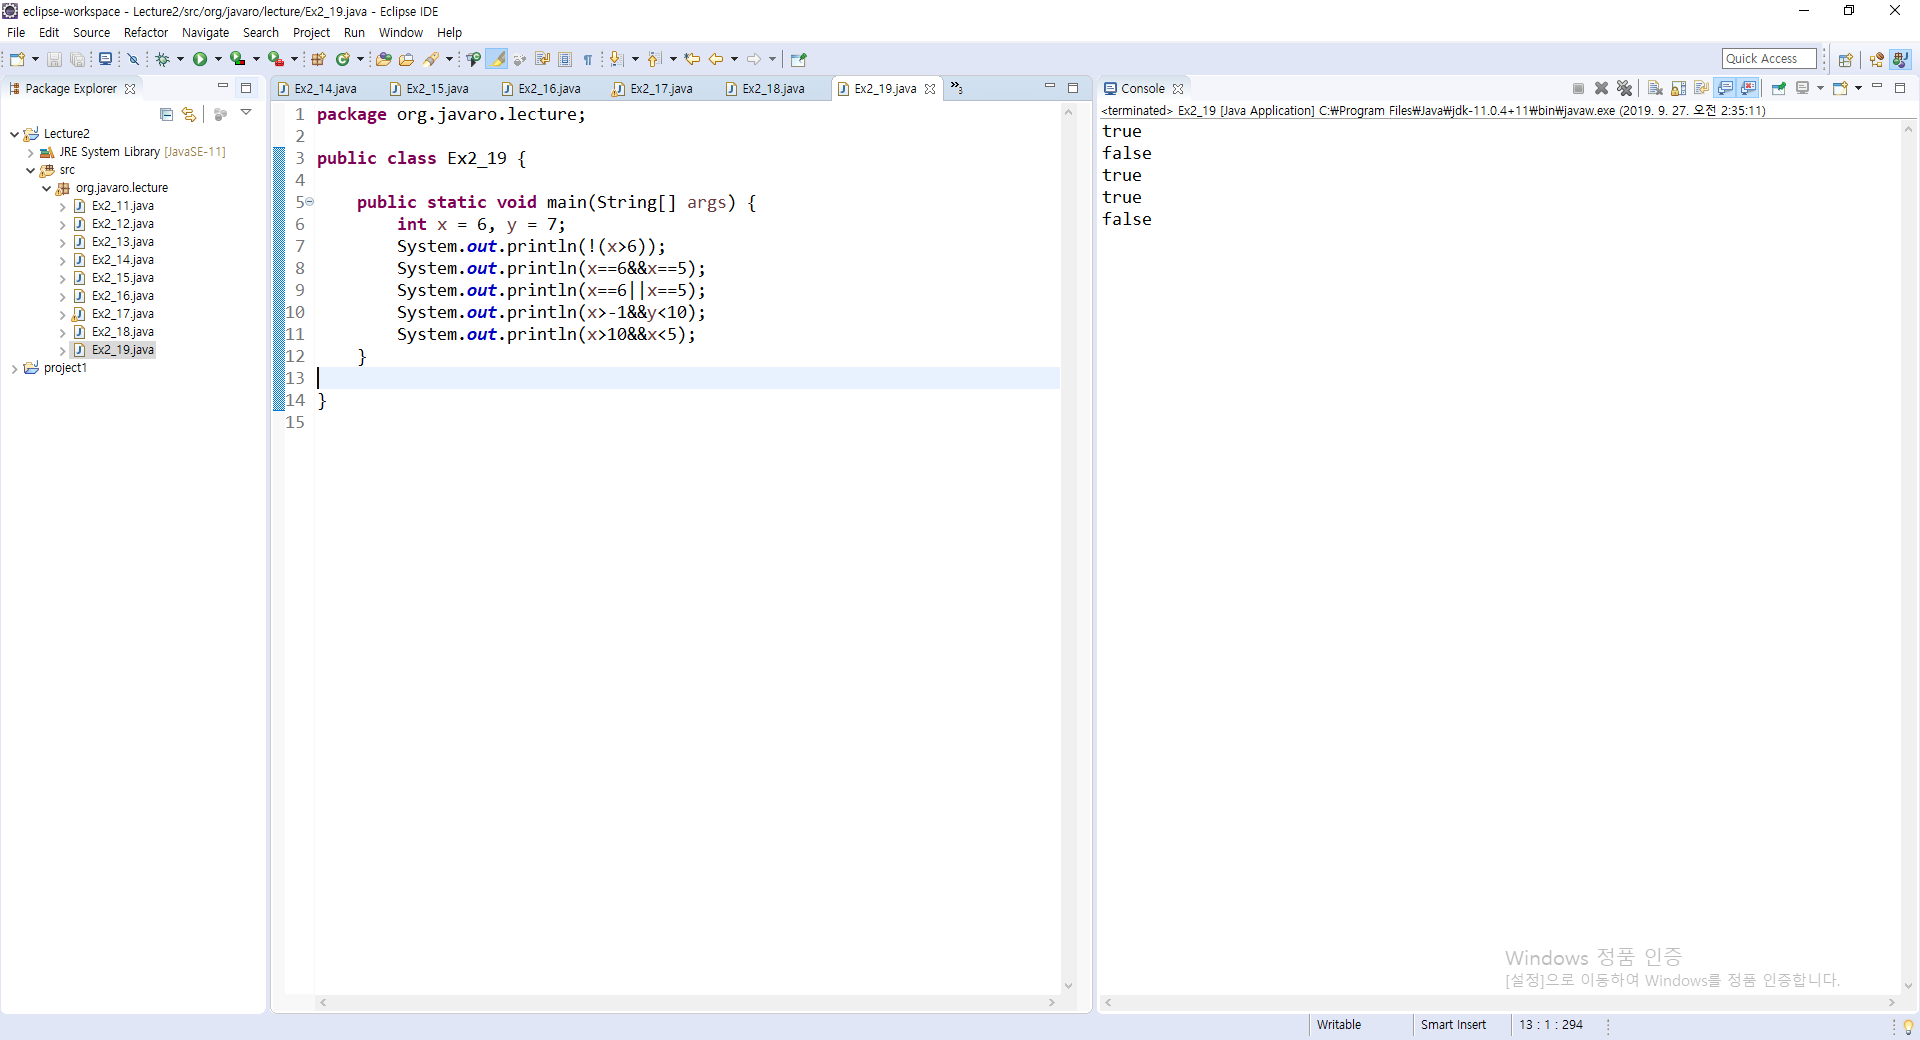 eclipse-workspace - Lecture2/src/org/javaro/lecture/Ex2_19.java - Eclipse IDE
File Edit Source Refactor Navigate Search Project Run Window Help
Quick Access
Package Explorer
Lecture2
JRE System Library [JavaSE-11]
src
org.javaro.lecture
Ex2_11.java
Ex2_12.java
Ex2_13.java
Ex2_14.java
Ex2_15.java
Ex2_16.java
Ex2_17.java
Ex2_18.java
Ex2_19.java
project1
Ex2_14.java Ex2_15.java Ex2_16.java Ex2_17.java Ex2_18.java Ex2_19.java »3
1 package org.javaro.lecture;
2
3 public class Ex2_19 {
4
5     public static void main(String[] args) {
6         int x = 6, y = 7;
7         System.out.println(!(x>6));
8         System.out.println(x==6&&x==5);
9         System.out.println(x==6||x==5);
10         System.out.println(x>-1&&y<10);
11         System.out.println(x>10&&x<5);
12     }
13
14 }
15
Console
<terminated> Ex2_19 [Java Application] C:₩Program Files₩Java₩jdk-11.0.4+11₩bin₩javaw.exe (2019. 9. 27. 오전 2:35:11)
true
false
true
true
false
Windows 정품 인증
[설정]으로 이동하여 Windows를 정품 인증합니다.
Writable Smart Insert 13 : 1 : 294